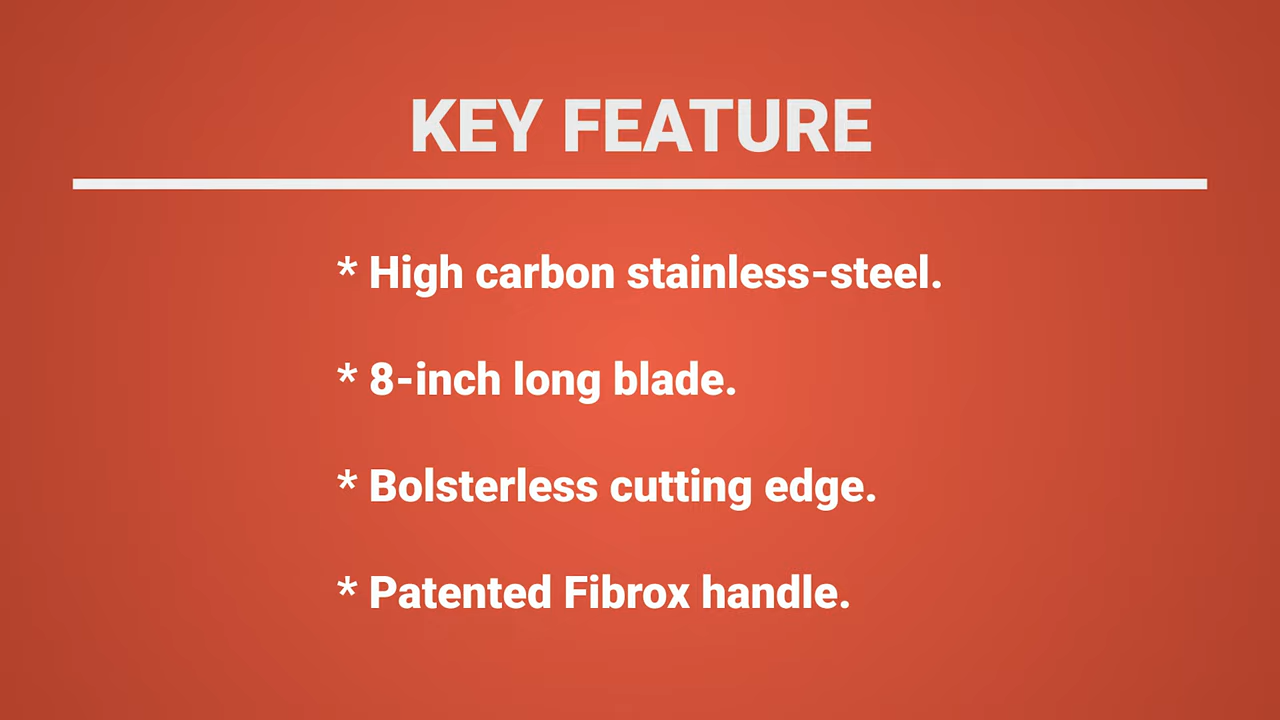 KEY FEATURE
* High carbon stainless-steel.
* 8-inch long blade.
* Bolsterless cutting edge.
* Patented Fibrox handle.